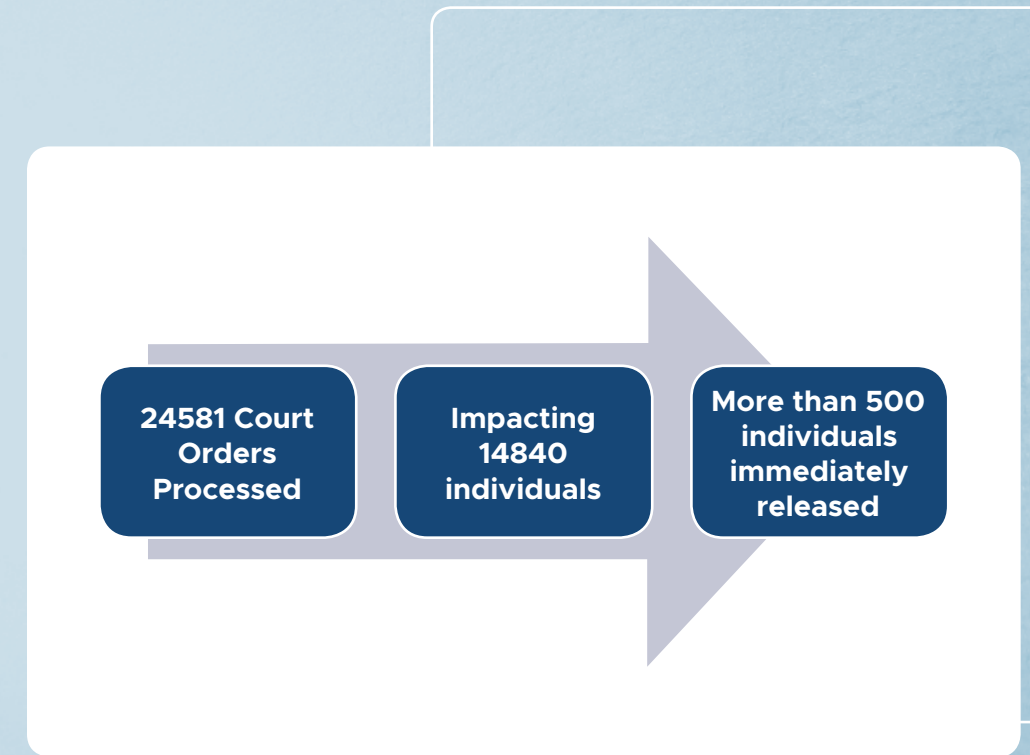 24581 Court
Orders
Processed
Impacting
14840
individuals
More than 500
individuals
immediately
released